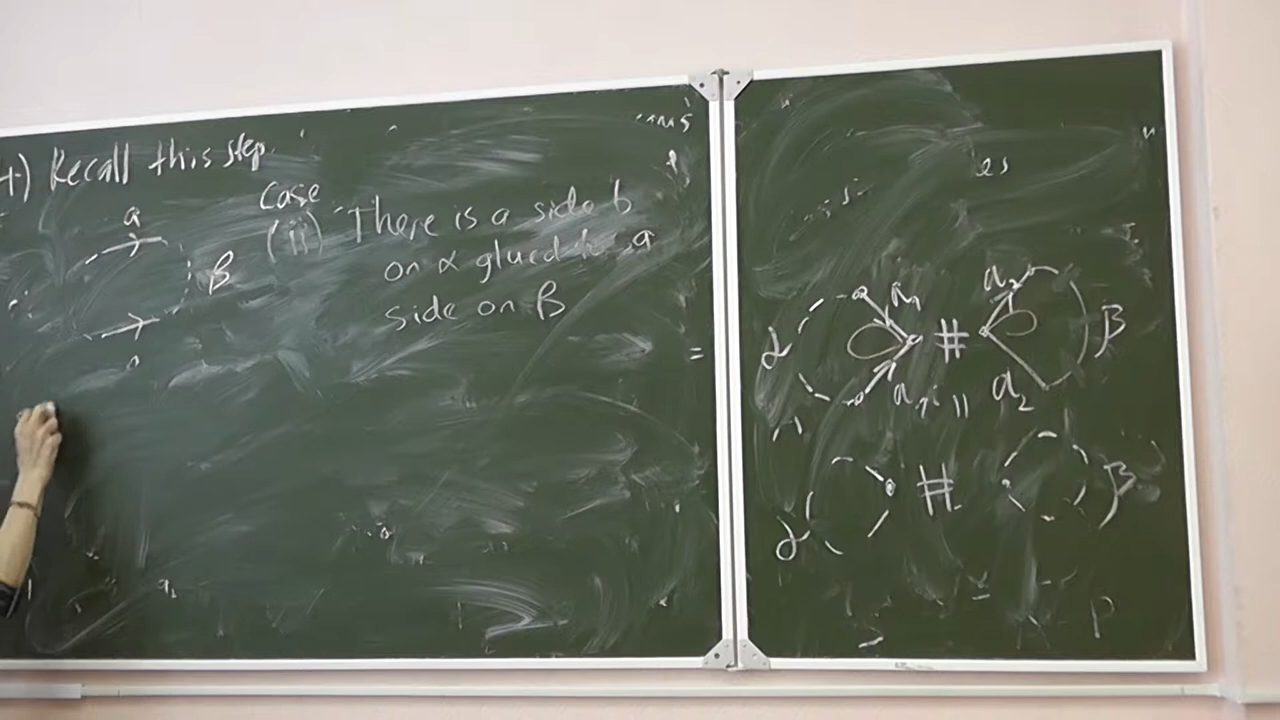 Recall this step
a
β
Case
(ii) There is a side b
on α glued to a
side on β
=
α
a₁
#
a₂
β
a₁
||
a₂
α
#
β